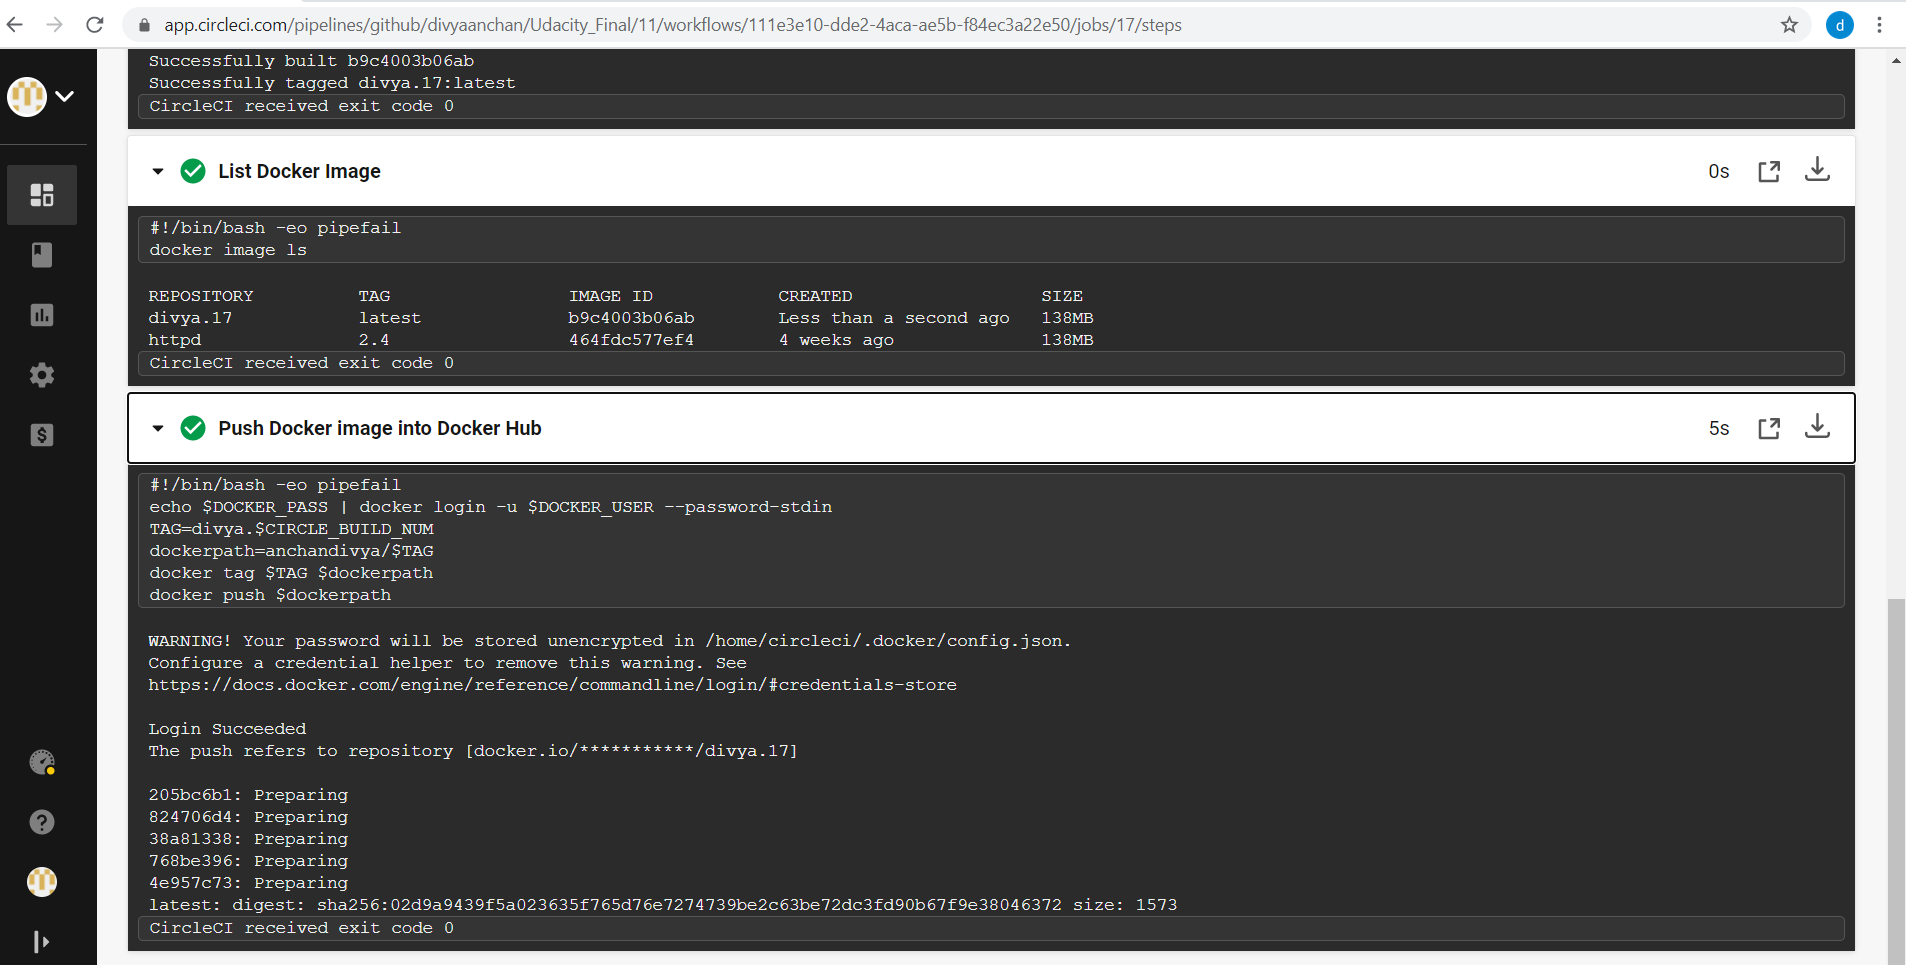 app.circleci.com/pipelines/github/divyaanchan/Udacity_Final/11/workflows/111e3e10-dde2-4aca-ae5b-f84ec3a22e50/jobs/17/steps
d
Successfully built b9c4003b06ab
Successfully tagged divya.17:latest
CircleCI received exit code 0
List Docker Image 0s
#!/bin/bash -eo pipefail
docker image ls
REPOSITORY TAG IMAGE ID CREATED SIZE
divya.17 latest b9c4003b06ab Less than a second ago 138MB
httpd 2.4 464fdc577ef4 4 weeks ago 138MB
CircleCI received exit code 0
Push Docker image into Docker Hub 5s
#!/bin/bash -eo pipefail
echo $DOCKER_PASS | docker login -u $DOCKER_USER --password-stdin
TAG=divya.$CIRCLE_BUILD_NUM
dockerpath=anchandivya/$TAG
docker tag $TAG $dockerpath
docker push $dockerpath
WARNING! Your password will be stored unencrypted in /home/circleci/.docker/config.json.
Configure a credential helper to remove this warning. See
https://docs.docker.com/engine/reference/commandline/login/#credentials-store
Login Succeeded
The push refers to repository [docker.io/***********/divya.17]
205bc6b1: Preparing
824706d4: Preparing
38a81338: Preparing
768be396: Preparing
4e957c73: Preparing
latest: digest: sha256:02d9a9439f5a023635f765d76e7274739be2c63be72dc3fd90b67f9e38046372 size: 1573
CircleCI received exit code 0